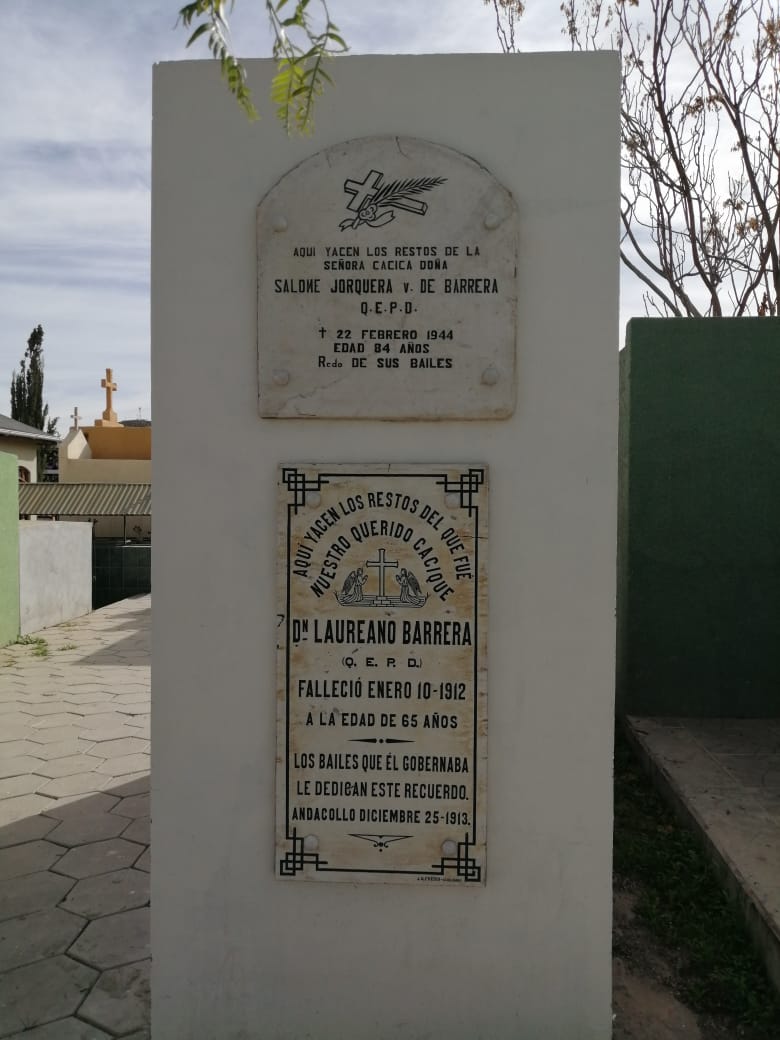 AQUI YACEN LOS RESTOS DE LA
SEÑORA CACICA DOÑA
SALOME JORQUERA V. DE BARRERA
Q.E.P.D.
† 22 FEBRERO 1944
EDAD 84 AÑOS
Rcdo DE SUS BAILES
AQUI YACEN LOS RESTOS DEL QUE FUE
NUESTRO QUERIDO CACIQUE
Dn LAUREANO BARRERA
(Q. E. P. D.)
FALLECIÓ ENERO 10-1912
A LA EDAD DE 65 AÑOS
LOS BAILES QUE ÉL GOBERNABA
LE DEDICAN ESTE RECUERDO.
ANDACOLLO DICIEMBRE 25-1913.